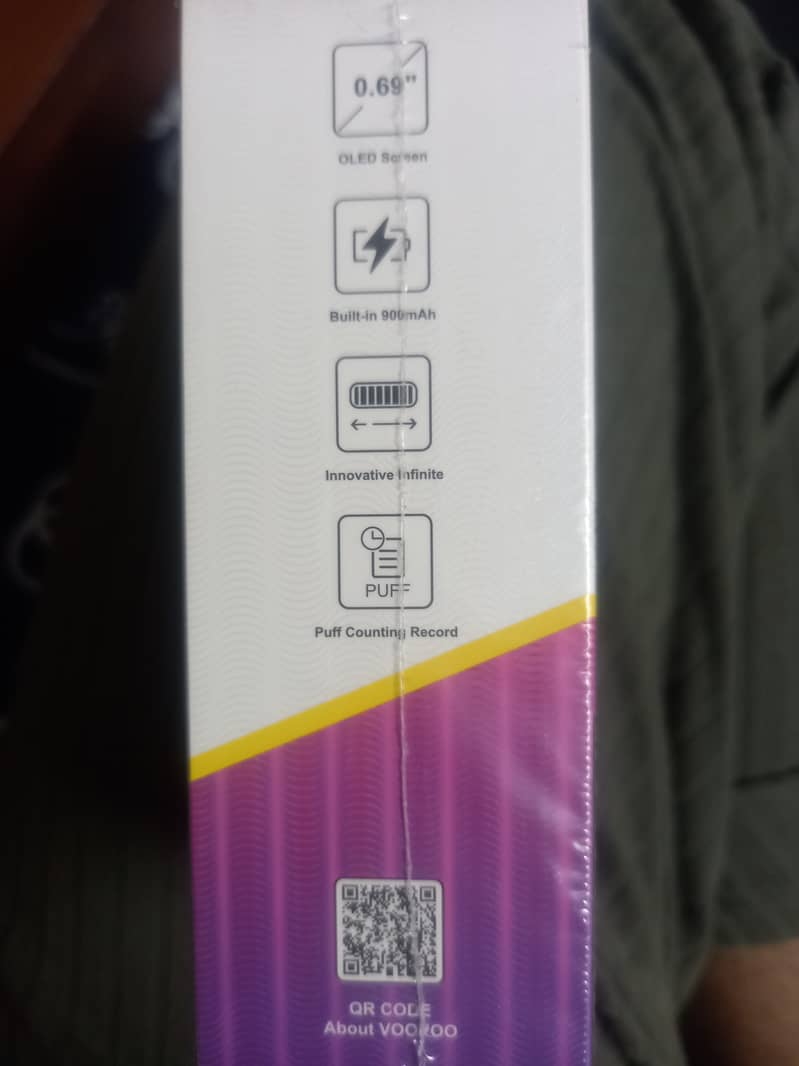 0.69"
OLED Screen
Built-in 900mAh
Innovative Infinite
PUFF
Puff Counting Record
QR CODE
About VOOPOO